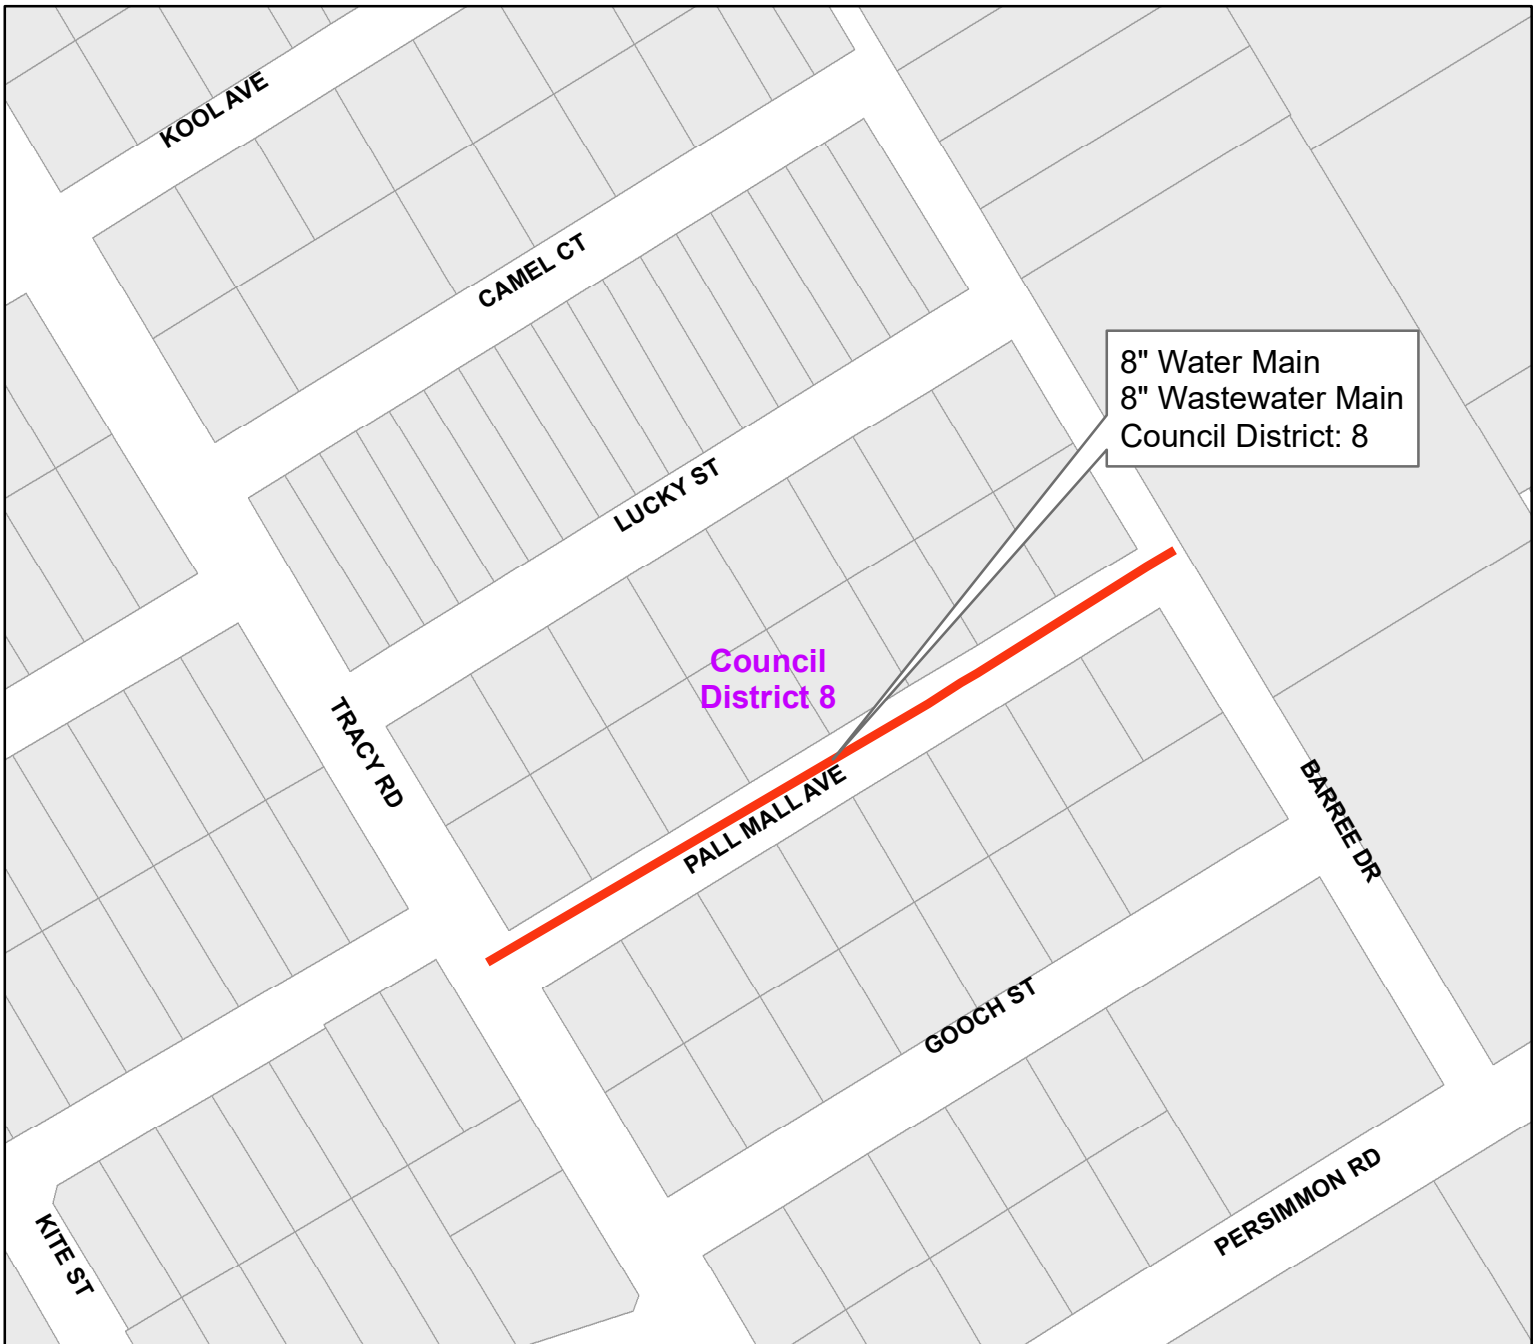 KOOL AVE
CAMEL CT
8" Water Main
8" Wastewater Main
Council District: 8
LUCKY ST
Council
District 8
TRACY RD
PALL MALL AVE
BARREE DR
GOOCH ST
PERSIMMON RD
KITE ST